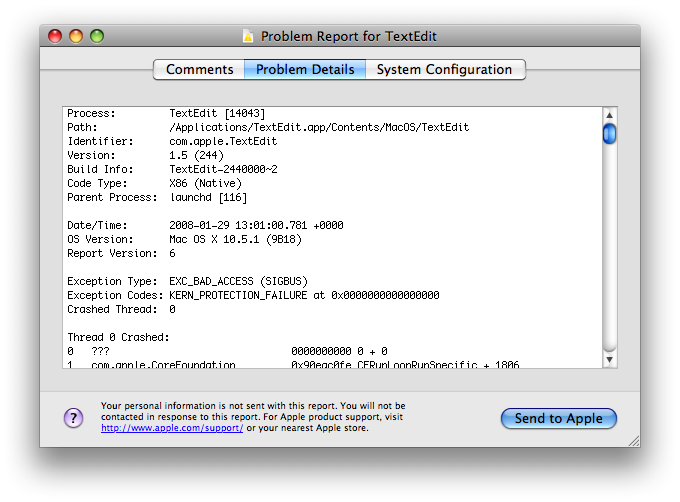 Problem Report for TextEdit
Comments Problem Details System Configuration
Process: TextEdit [14043]
Path: /Applications/TextEdit.app/Contents/MacOS/TextEdit
Identifier: com.apple.TextEdit
Version: 1.5 (244)
Build Info: TextEdit-2440000~2
Code Type: X86 (Native)
Parent Process: launchd [116]
Date/Time: 2008-01-29 13:01:00.781 +0000
OS Version: Mac OS X 10.5.1 (9B18)
Report Version: 6
Exception Type: EXC_BAD_ACCESS (SIGBUS)
Exception Codes: KERN_PROTECTION_FAILURE at 0x0000000000000000
Crashed Thread: 0
Thread 0 Crashed:
0 ??? 0000000000 0 + 0
1 com.apple.CoreFoundation 0x90eac0fe CFRunLoopRunSpecific + 1806
? Your personal information is not sent with this report. You will not be
contacted in response to this report. For Apple product support, visit
http://www.apple.com/support/ or your nearest Apple store.
Send to Apple